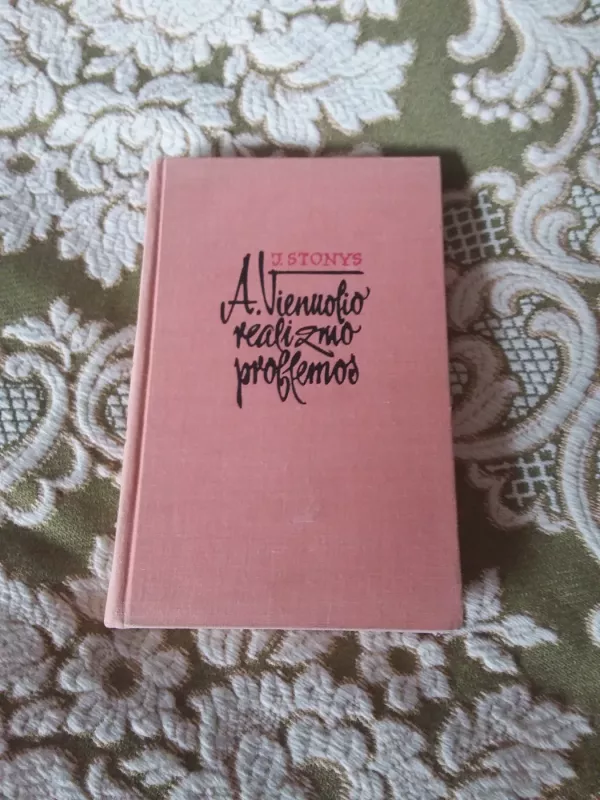 J. STONYS
A. Vienuolio
realizmo
problemos